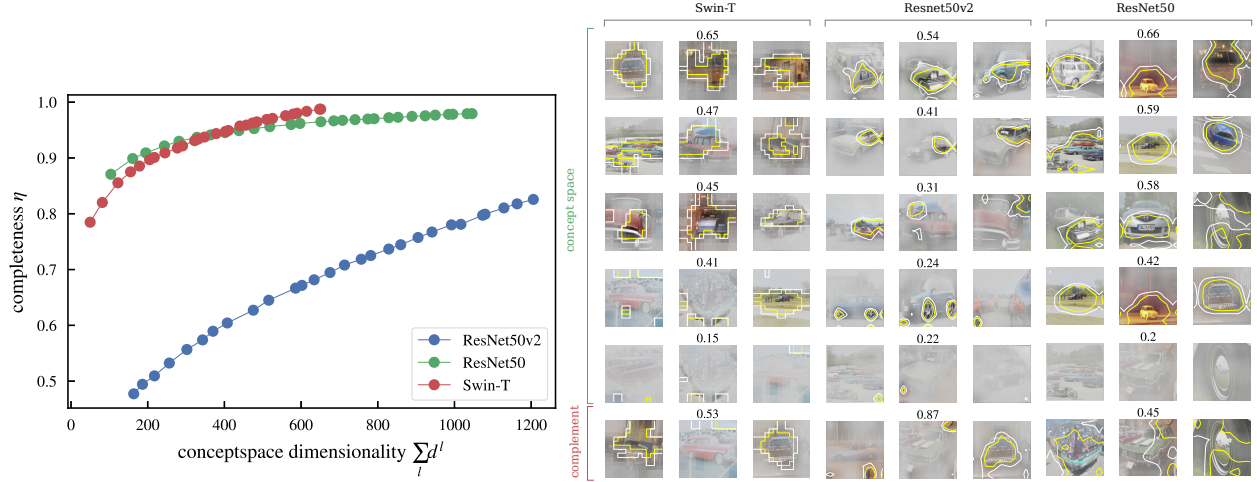 Swin-T Resnet50v2 ResNet50
0.65 0.54 0.66
0.47 0.41 0.59
0.45 0.31 0.58
0.41 0.24 0.42
0.15 0.22 0.2
0.53 0.87 0.45
concept space
complement
completeness η
1.0
0.9
0.8
0.7
0.6
0.5
ResNet50v2
ResNet50
Swin-T
0 200 400 600 800 1000 1200
conceptspace dimensionality ∑ d^l
l